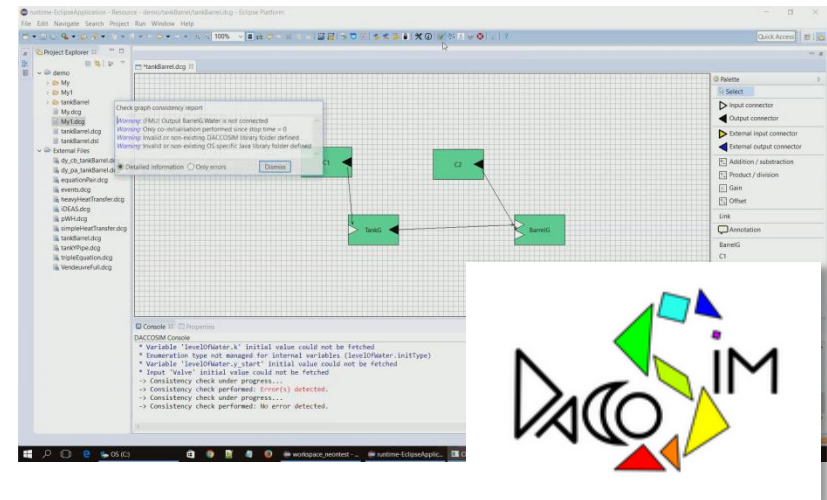 runtime-EclipseApplication - Resource - demo/tankBarrel/tankBarrel.dcg - Eclipse Platform
File Edit Navigate Search Project Run Window Help
100%
Quick Access
Project Explorer
*tankBarrel.dcg
demo
My
My1
tankBarrel
My.dcg
My1.dcg
tankBarrel.dcg
tankBarrel.dsl
External Files
dy_cb_tankBarrel.d
dy_pa_tankBarrel.d
equationPair.dcg
events.dcg
heavyHeatTransfer.dcg
iDEAS.dcg
pWH.dcg
simpleHeatTransfer.dcg
tankBarrel.dcg
tankYPipe.dcg
tripleEquation.dcg
VendeuvreFull.dcg
Check graph consistency report
Warning: (FMU) Output BarrelG.Water is not connected
Warning: Only co-initialisation performed since stop time = 0
Warning: Invalid or non-existing DACCOSIM library folder defined
Warning: Invalid or non-existing OS specific Java library folder defined
Detailed information Only errors Dismiss
C1
C2
TankG
BarrelG
Palette
Select
Input connector
Output connector
External input connector
External output connector
Addition / substraction
Product / division
Gain
Offset
Link
Annotation
BarrelG
C1
Console Properties
DACCOSIM Console
* Variable 'levelOfWater.k' initial value could not be fetched
* Enumeration type not managed for internal variables (levelOfWater.initType)
* Variable 'levelOfWater.y_start' initial value could not be fetched
* Input 'Valve' initial value could not be fetched
-> Consistency check under progress...
-> Consistency check performed: Error(s) detected.
-> Consistency check under progress...
-> Consistency check performed: No error detected.
OS (C:)
workspace_neontest - ...
runtime-EclipseApplic...
DACCOSIM